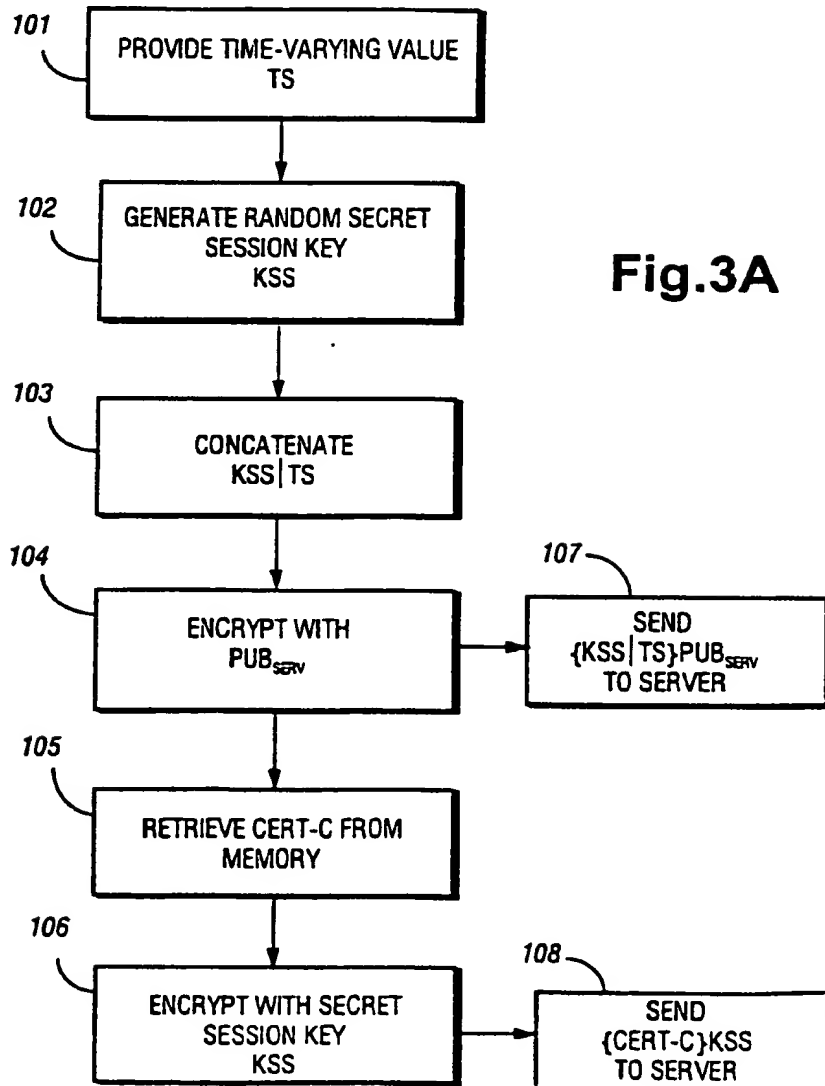 101
PROVIDE TIME-VARYING VALUE
TS
102
GENERATE RANDOM SECRET
SESSION KEY
KSS
Fig.3A
103
CONCATENATE
KSS|TS
104
ENCRYPT WITH
PUBSERV
107
SEND
{KSS|TS}PUBSERV
TO SERVER
105
RETRIEVE CERT-C FROM
MEMORY
106
ENCRYPT WITH SECRET
SESSION KEY
KSS
108
SEND
{CERT-C}KSS
TO SERVER